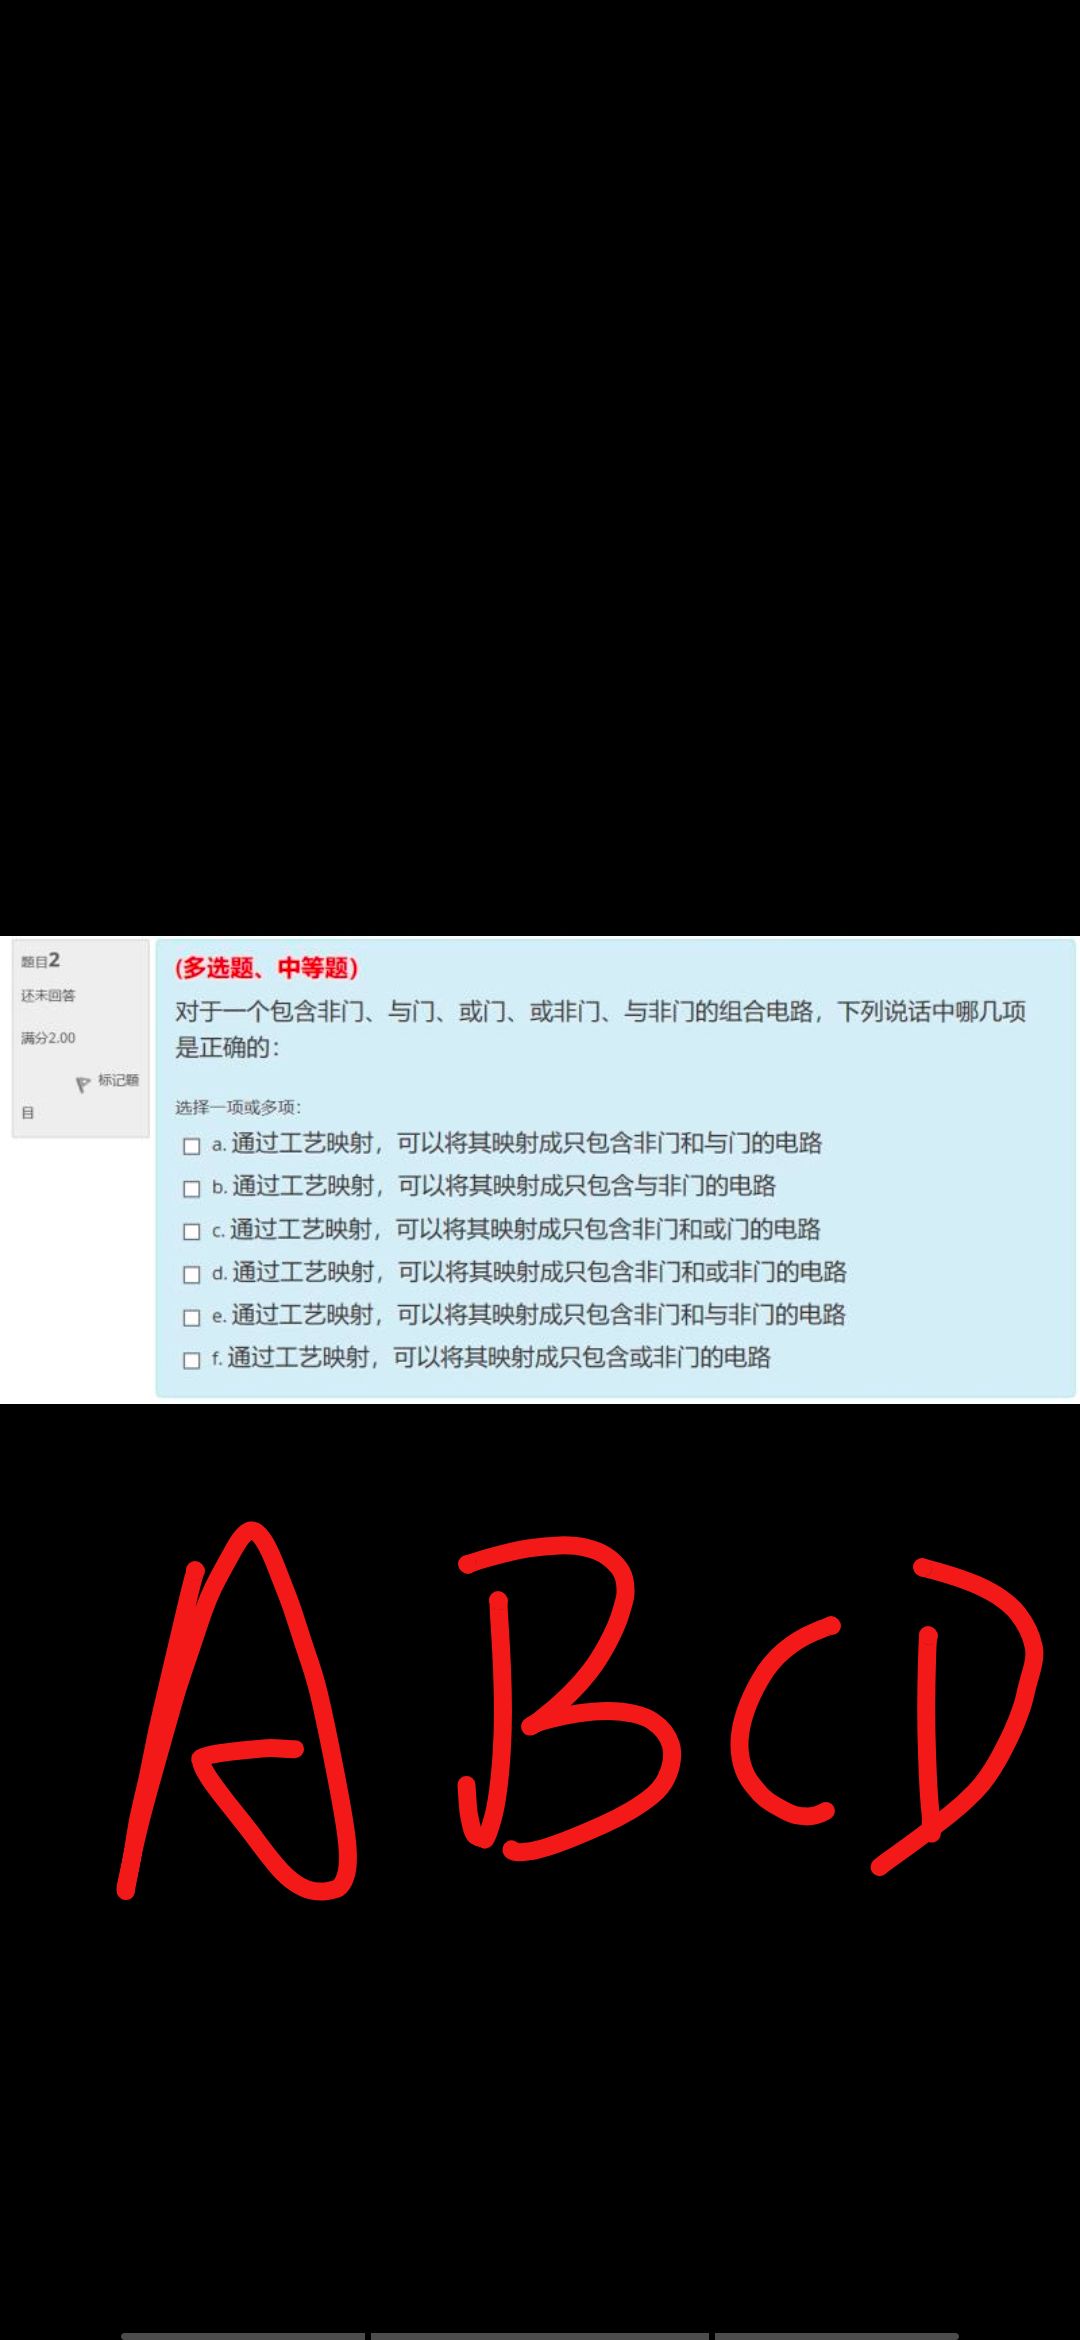 题目2
还未回答
满分2.00
标记题
目
(多选题、中等题)
对于一个包含非门、与门、或门、或非门、与非门的组合电路，下列说话中哪几项
是正确的：
选择一项或多项：
a. 通过工艺映射，可以将其映射成只包含非门和与门的电路
b. 通过工艺映射，可以将其映射成只包含与非门的电路
c. 通过工艺映射，可以将其映射成只包含非门和或门的电路
d. 通过工艺映射，可以将其映射成只包含非门和或非门的电路
e. 通过工艺映射，可以将其映射成只包含非门和与非门的电路
f. 通过工艺映射，可以将其映射成只包含或非门的电路
A B C D